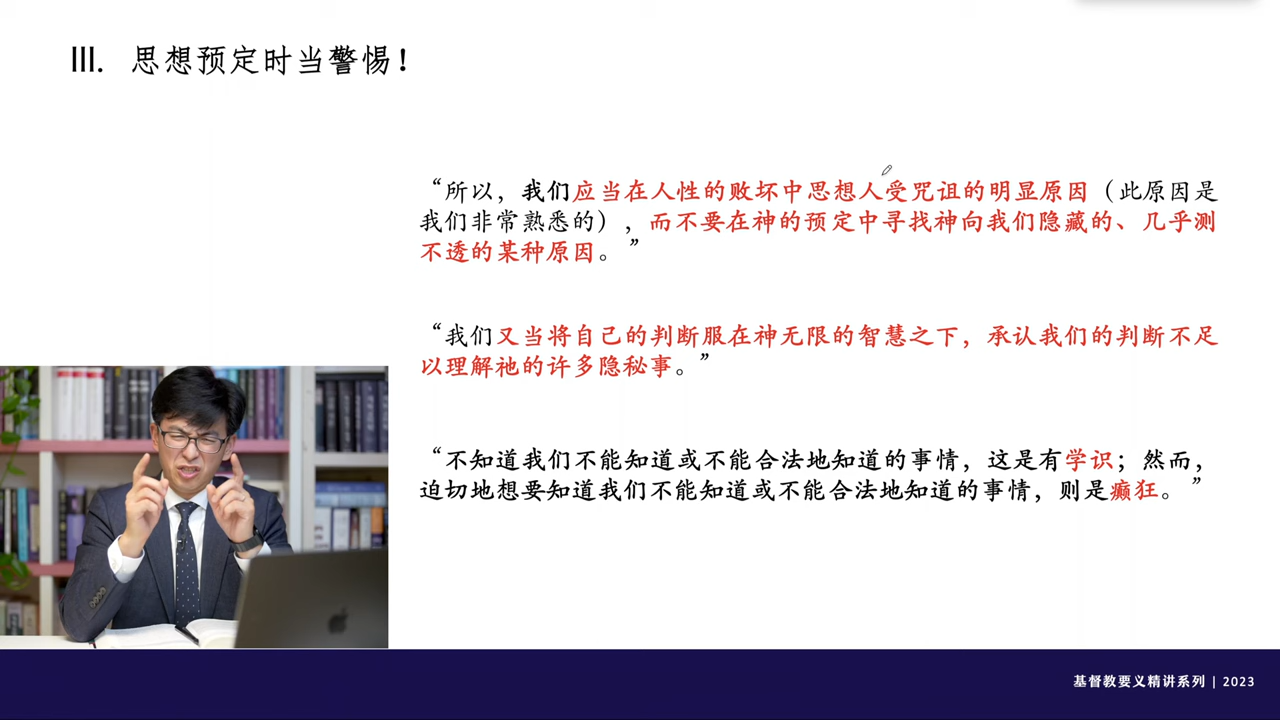 III. 思想预定时当警惕！
“所以，我们应当在人性的败坏中思想人受咒诅的明显原因（此原因是
我们非常熟悉的），而不要在神的预定中寻找神向我们隐藏的、几乎测
不透的某种原因。”
“我们又当将自己的判断服在神无限的智慧之下，承认我们的判断不足
以理解祂的许多隐秘事。”
“不知道我们不能知道或不能合法地知道的事情，这是有学识；然而，
迫切地想要知道我们不能知道或不能合法地知道的事情，则是癫狂。”
基督教要义精讲系列 | 2023